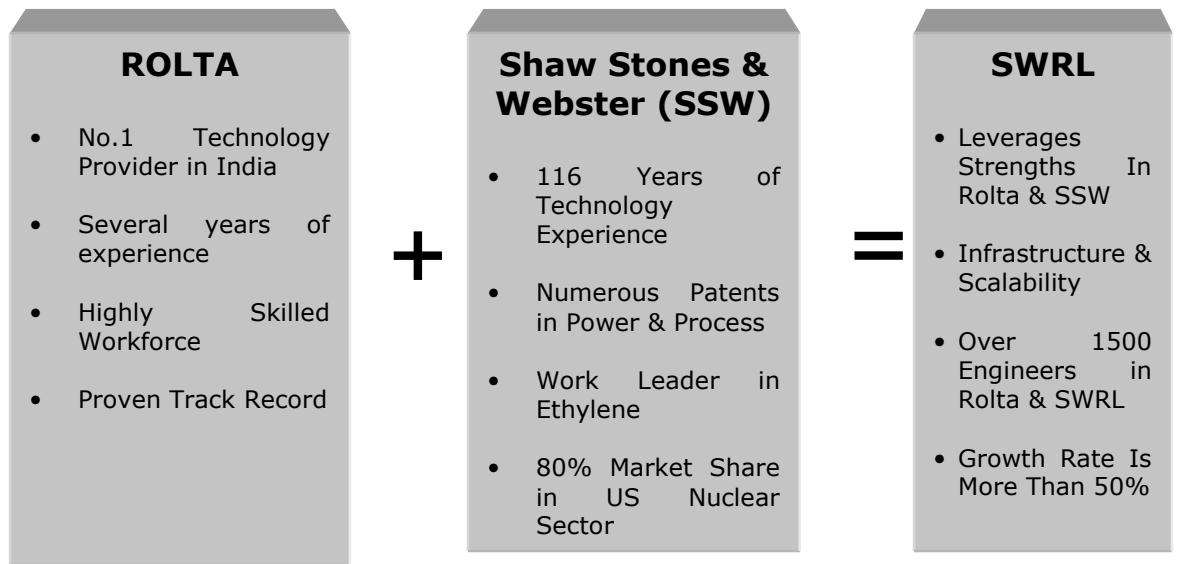 ROLTA
• No.1 Technology
Provider in India
• Several years of
experience
• Highly Skilled
Workforce
• Proven Track Record
+
Shaw Stones &
Webster (SSW)
• 116 Years of
Technology
Experience
• Numerous Patents
in Power & Process
• Work Leader in
Ethylene
• 80% Market Share
in US Nuclear
Sector
=
SWRL
• Leverages
Strengths In
Rolta & SSW
• Infrastructure &
Scalability
• Over 1500
Engineers in
Rolta & SWRL
• Growth Rate Is
More Than 50%